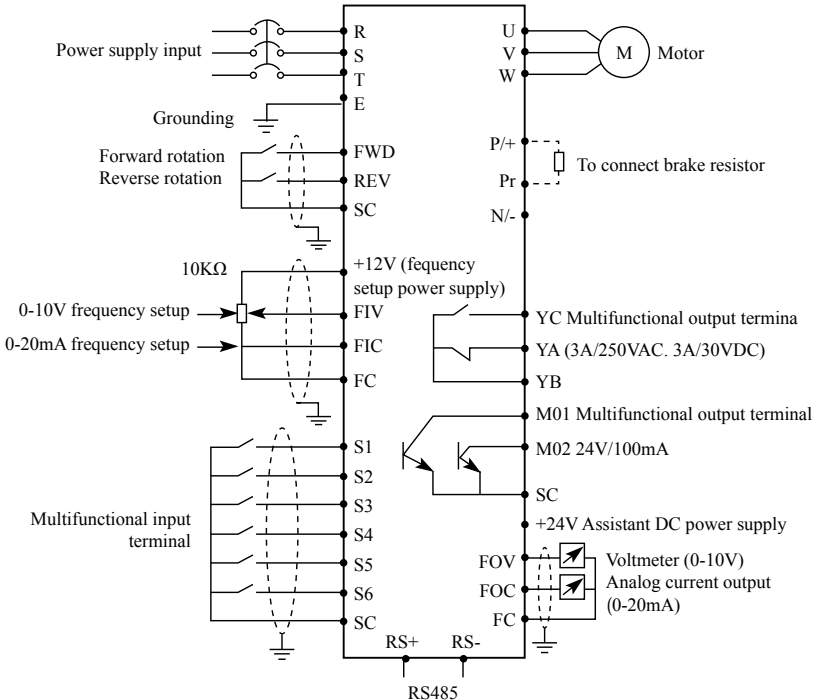 Power supply input
R
S
T
E
Grounding
Forward rotation
Reverse rotation
FWD
REV
SC
10KΩ
+12V (fequency
setup power supply)
0-10V frequency setup
FIV
0-20mA frequency setup
FIC
FC
Multifunctional input
terminal
S1
S2
S3
S4
S5
S6
SC
RS+
RS-
RS485
U
V
W
M
Motor
P/+
Pr
To connect brake resistor
N/-
YC Multifunctional output termina
YA (3A/250VAC. 3A/30VDC)
YB
M01 Multifunctional output terminal
M02 24V/100mA
SC
+24V Assistant DC power supply
FOV
Voltmeter (0-10V)
FOC
Analog current output
(0-20mA)
FC